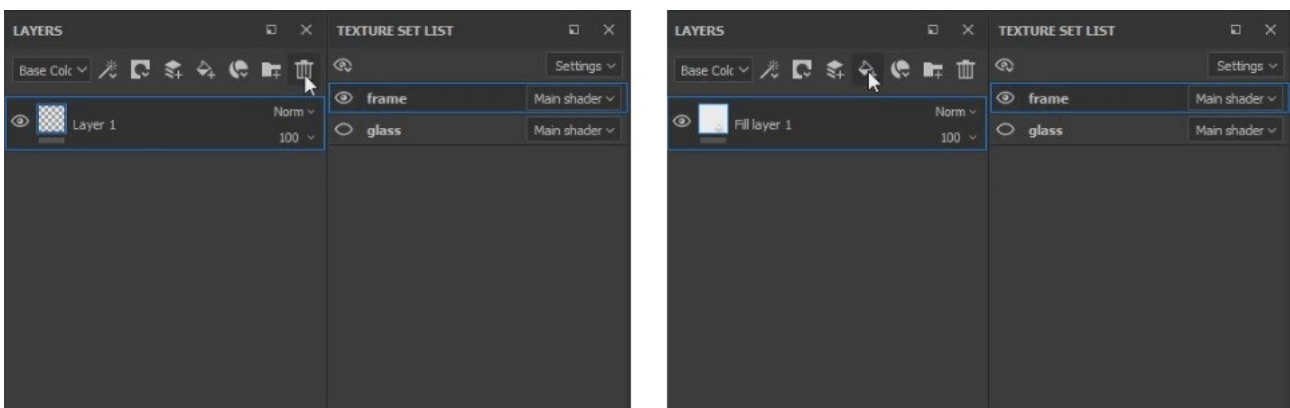 LAYERS
TEXTURE SET LIST
Base Colc
Settings
Layer 1
Norm
100
frame
Main shader
glass
Main shader
LAYERS
TEXTURE SET LIST
Base Colc
Settings
Fill layer 1
Norm
100
frame
Main shader
glass
Main shader